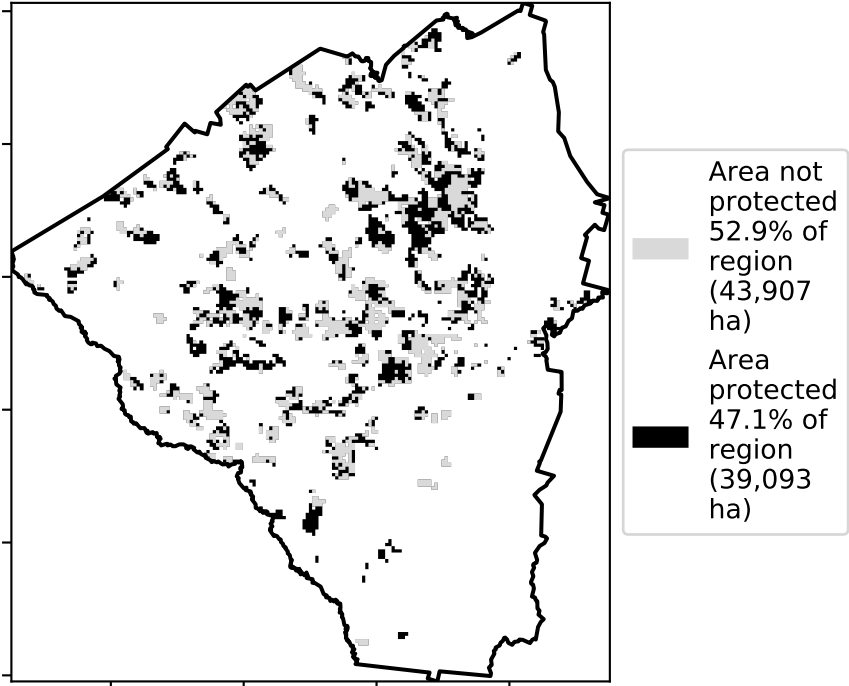 Area not
protected
52.9% of
region
(43,907
ha)
Area
protected
47.1% of
region
(39,093
ha)